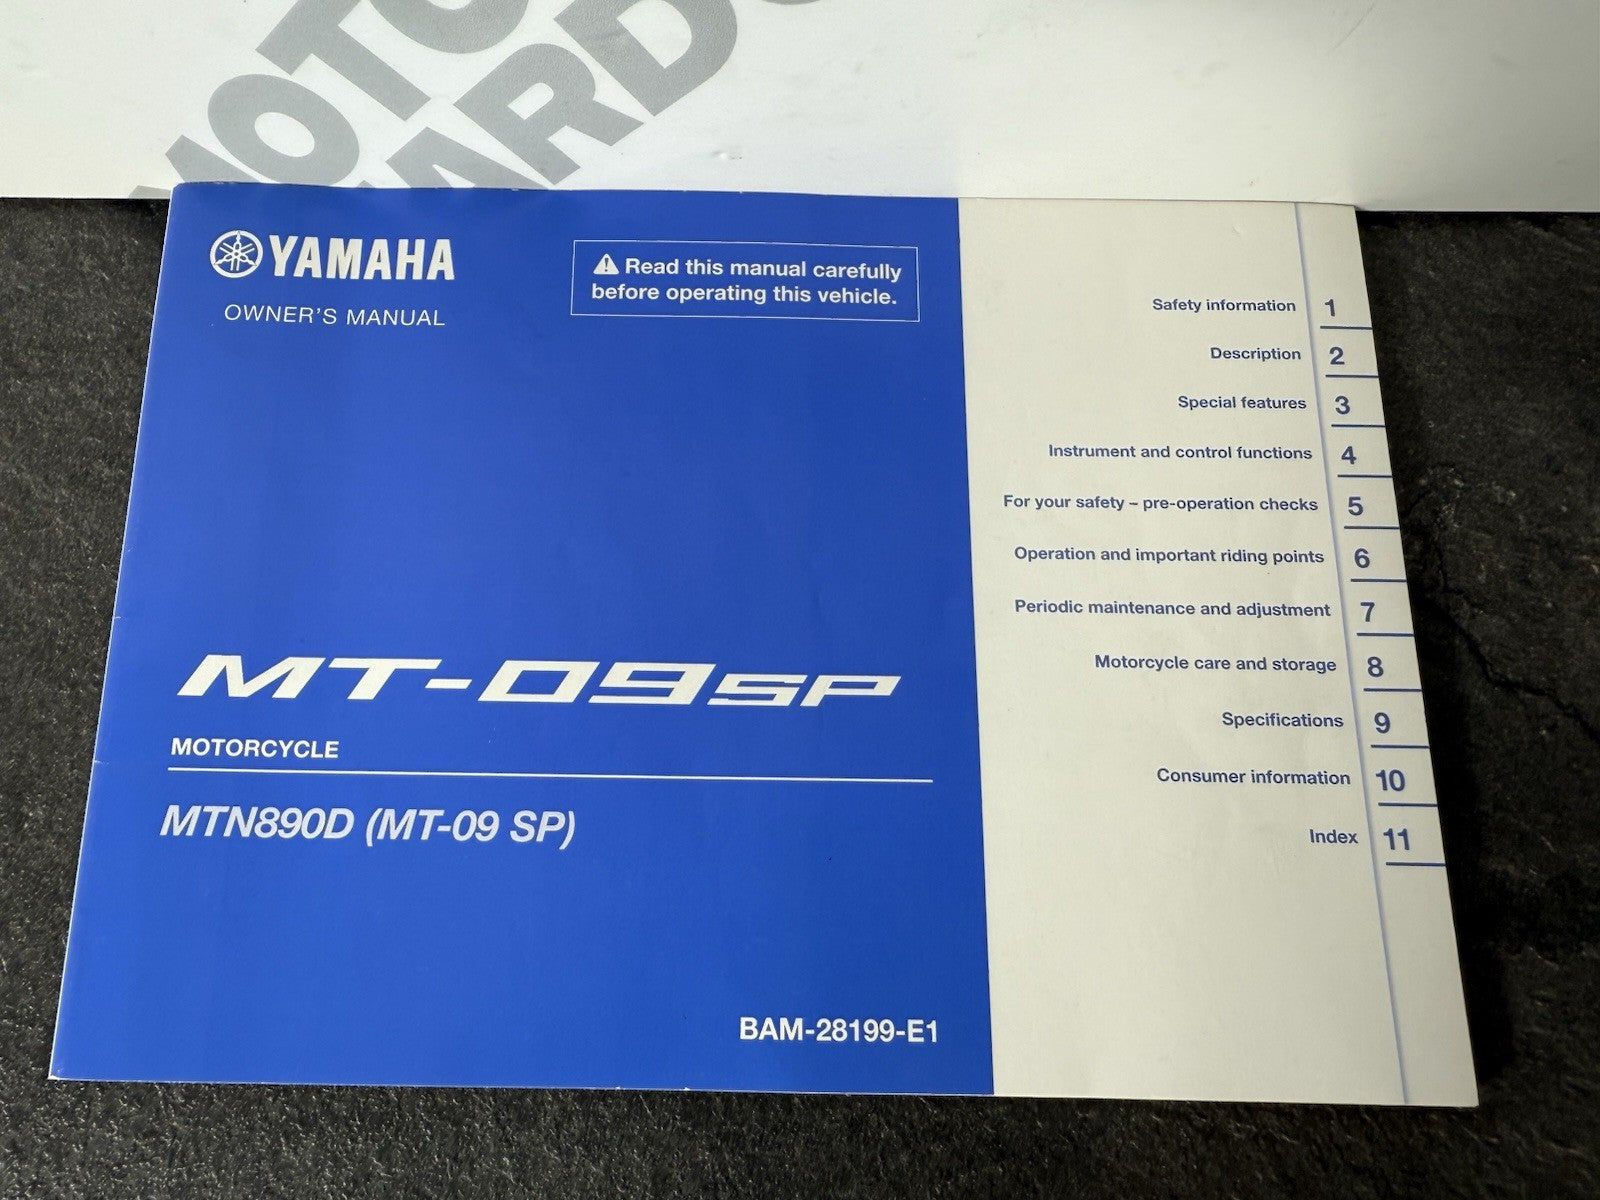 YAMAHA
OWNER'S MANUAL
⚠ Read this manual carefully
before operating this vehicle.
MT-09SP
MOTORCYCLE
MTN890D (MT-09 SP)
BAM-28199-E1
Safety information 1
Description 2
Special features 3
Instrument and control functions 4
For your safety – pre-operation checks 5
Operation and important riding points 6
Periodic maintenance and adjustment 7
Motorcycle care and storage 8
Specifications 9
Consumer information 10
Index 11